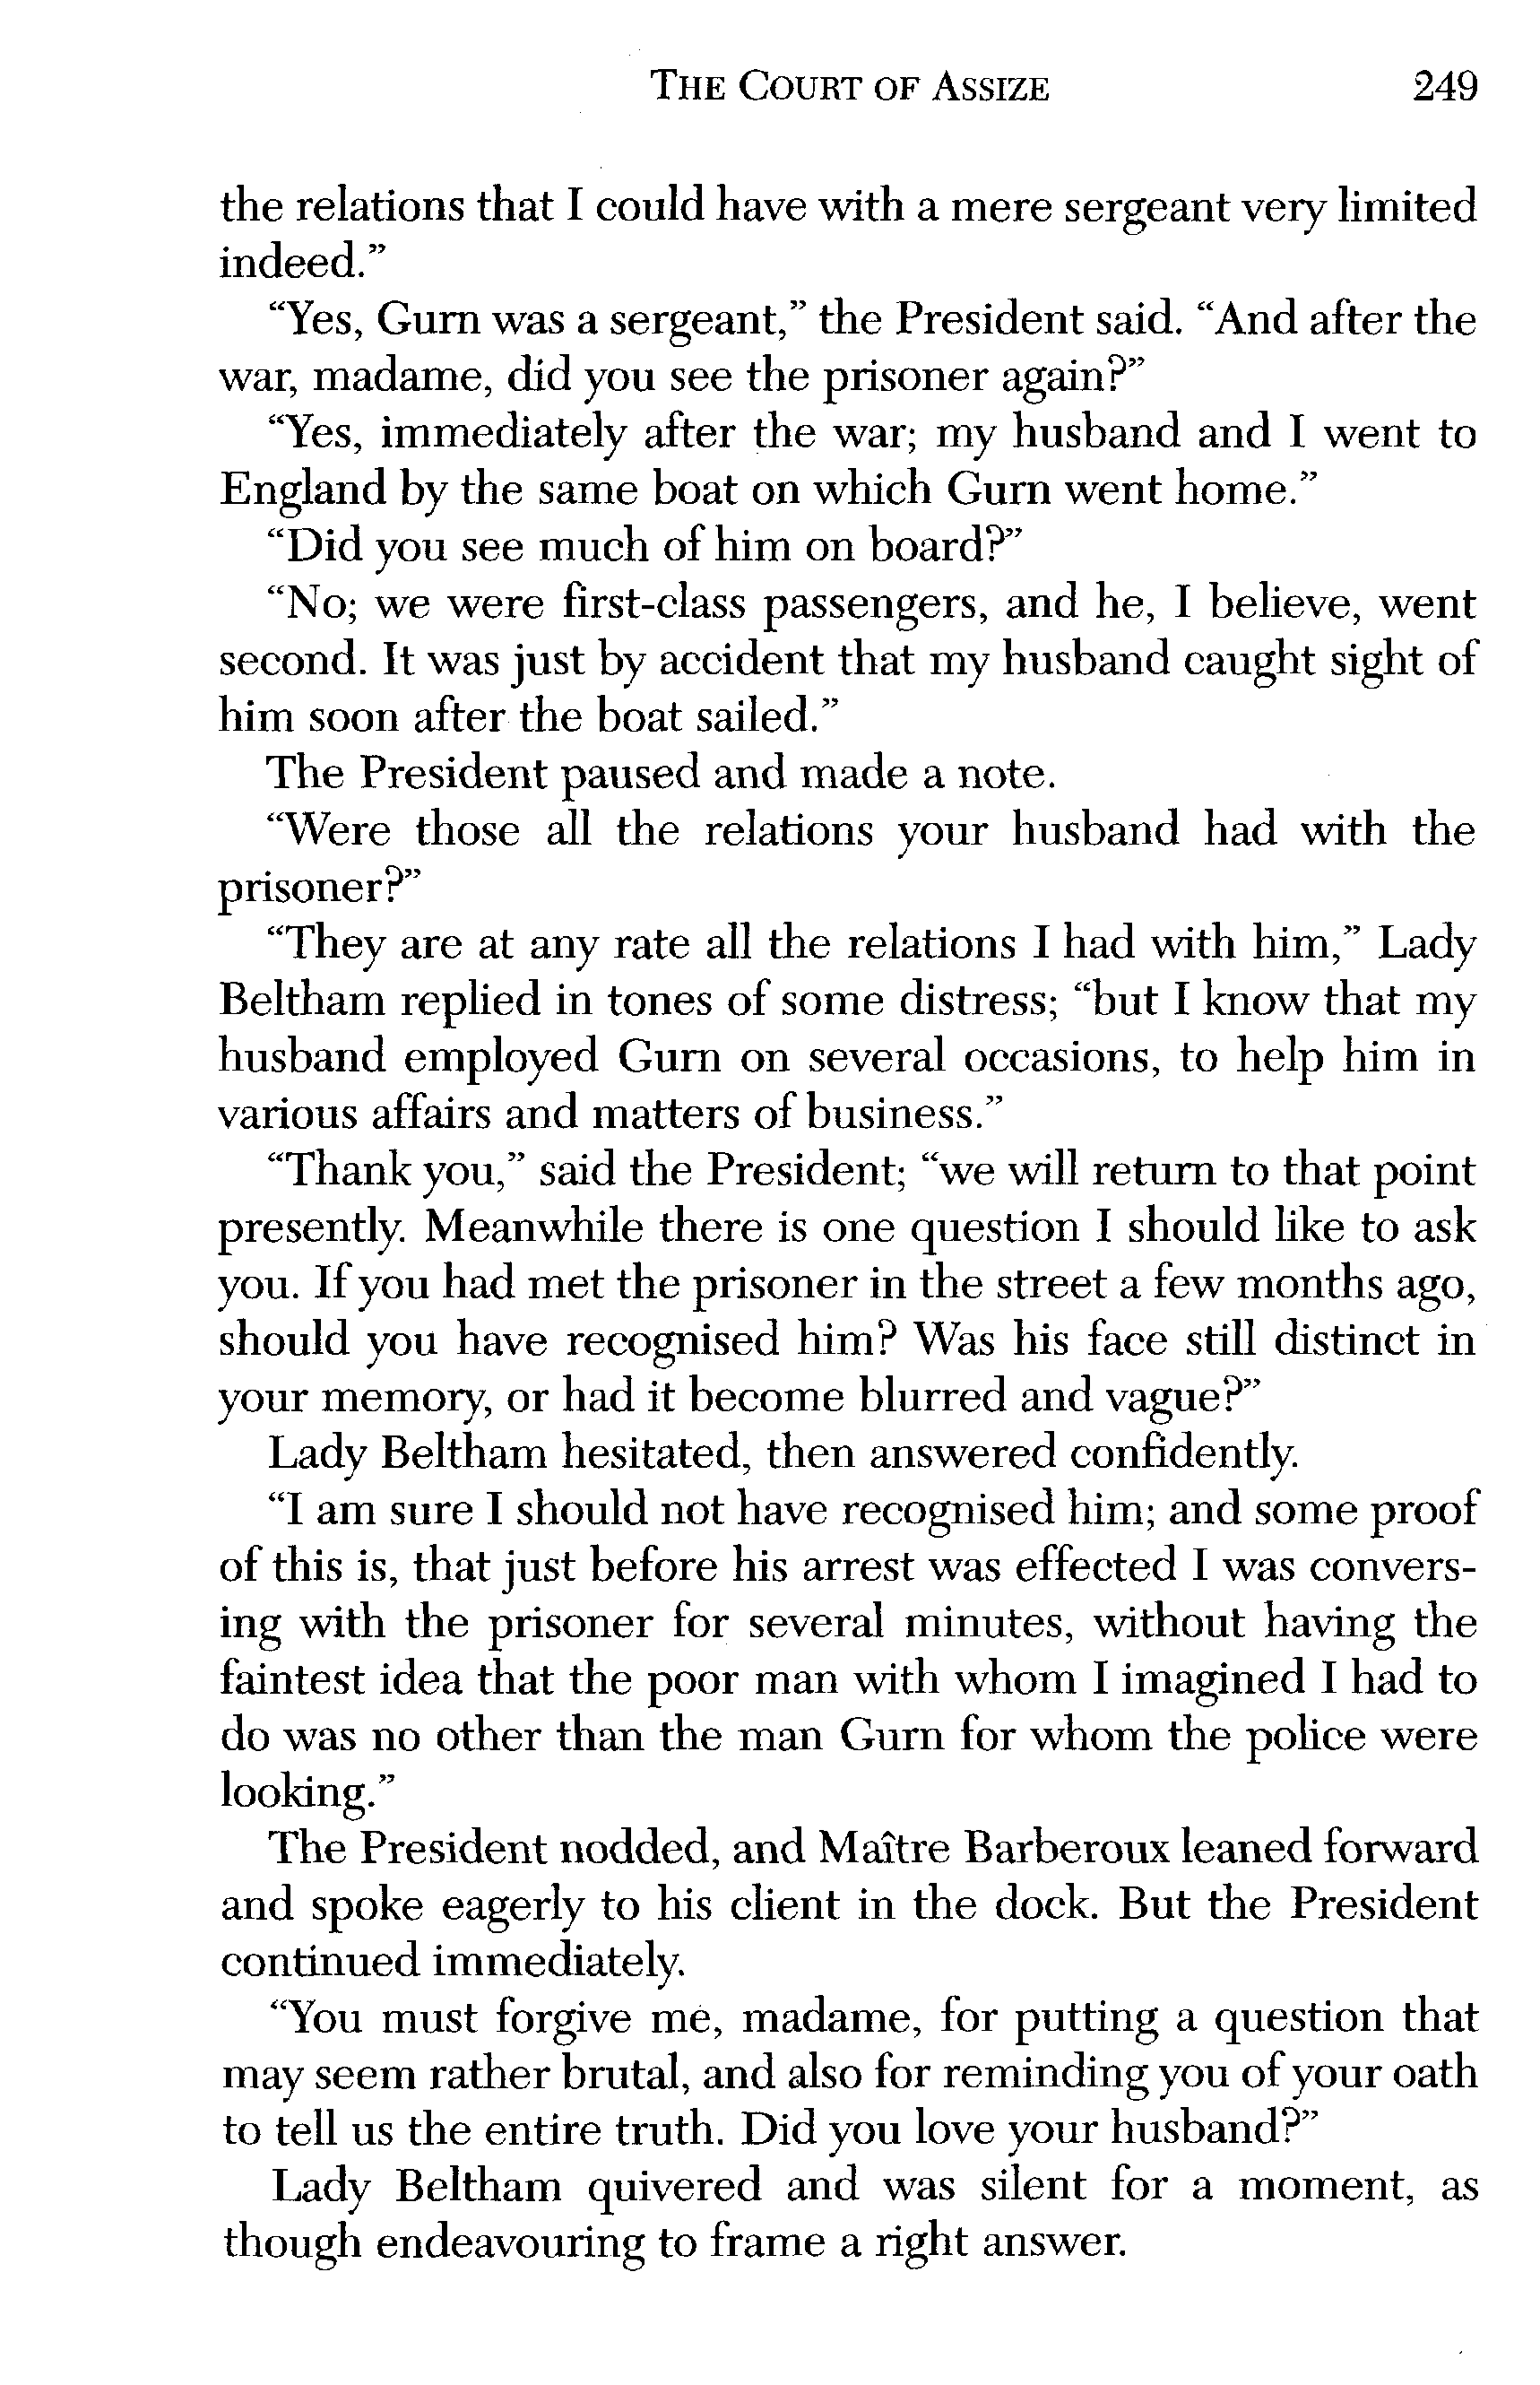 THE COURT OF ASSIZE 249
the relations that I could have with a mere sergeant very limited
indeed.”
“Yes, Gurn was a sergeant,” the President said. “And after the
war, madame, did you see the prisoner again?”
“Yes, immediately after the war; my husband and I went to
England by the same boat on which Gurn went home.”
“Did you see much of him on board?”
“No; we were first-class passengers, and he, I believe, went
second. It was just by accident that my husband caught sight of
him soon after the boat sailed.”
The President paused and made a note.
“Were those all the relations your husband had with the
prisoner?”
“They are at any rate all the relations I had with him,” Lady
Beltham replied in tones of some distress; “but I know that my
husband employed Gurn on several occasions, to help him in
various affairs and matters of business.”
“Thank you,” said the President; “we will return to that point
presently. Meanwhile there is one question I should like to ask
you. If you had met the prisoner in the street a few months ago,
should you have recognised him? Was his face still distinct in
your memory, or had it become blurred and vague?”
Lady Beltham hesitated, then answered confidently.
“I am sure I should not have recognised him; and some proof
of this is, that just before his arrest was effected I was convers-
ing with the prisoner for several minutes, without having the
faintest idea that the poor man with whom I imagined I had to
do was no other than the man Gurn for whom the police were
looking.”
The President nodded, and Maître Barberoux leaned forward
and spoke eagerly to his client in the dock. But the President
continued immediately.
“You must forgive me, madame, for putting a question that
may seem rather brutal, and also for reminding you of your oath
to tell us the entire truth. Did you love your husband?”
Lady Beltham quivered and was silent for a moment, as
though endeavouring to frame a right answer.